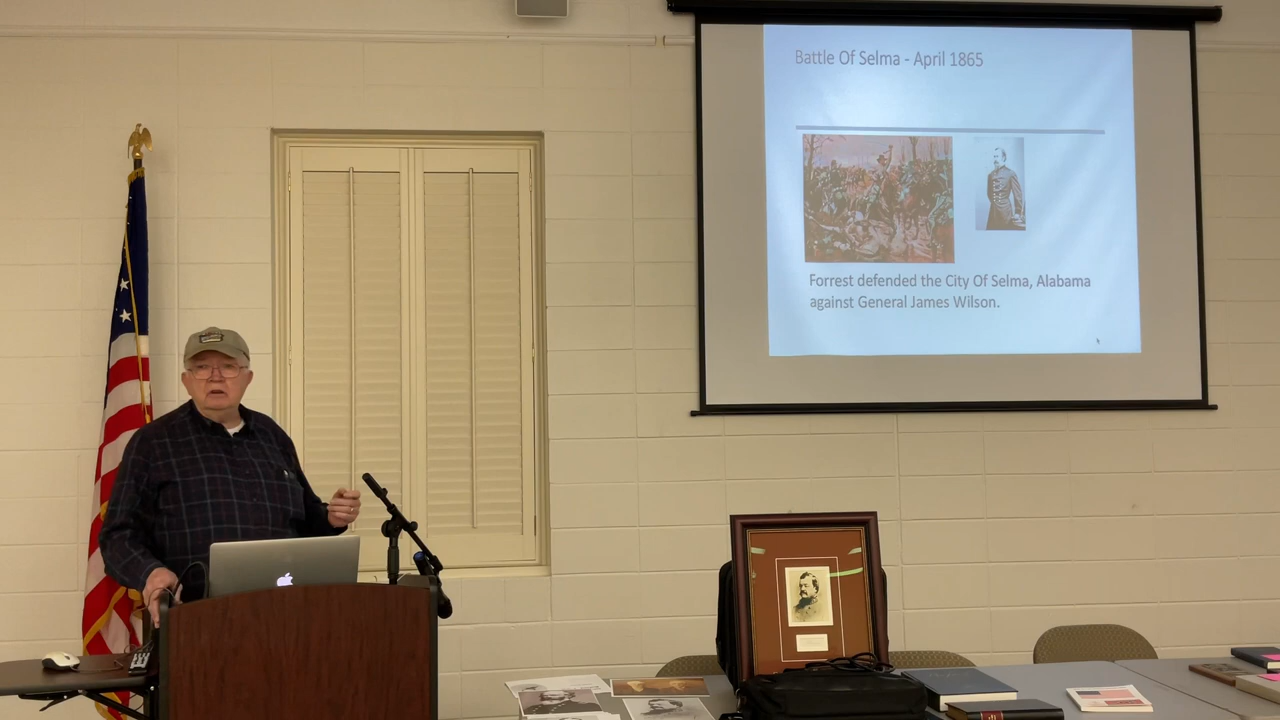 Battle Of Selma - April 1865
Forrest defended the City Of Selma, Alabama
against General James Wilson.